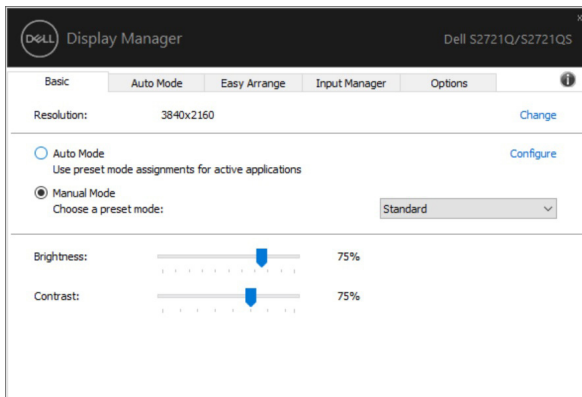 DELL Display Manager Dell S2721Q/S2721QS
Basic Auto Mode Easy Arrange Input Manager Options
Resolution: 3840x2160 Change
Auto Mode Configure
Use preset mode assignments for active applications
Manual Mode
Choose a preset mode: Standard
Brightness: 75%
Contrast: 75%